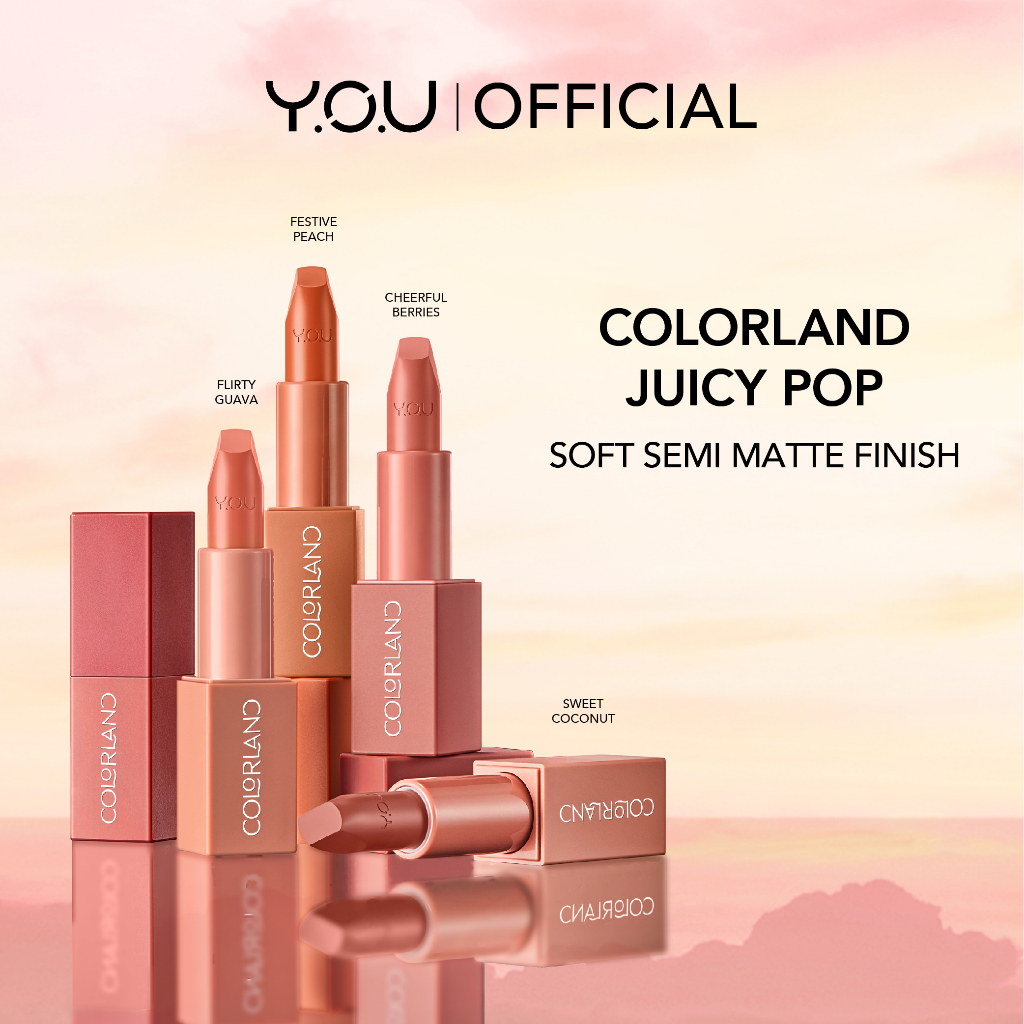 Y.O.U | OFFICIAL
FESTIVE
PEACH
CHEERFUL
BERRIES
COLORLAND
JUICY POP
SOFT SEMI MATTE FINISH
FLIRTY
GUAVA
Y.O.U
Y.O.U
Y.O.U
COLORLAND
COLORLAND
COLORLAND
COLORLAND
SWEET
COCONUT
Y.O.U
COLORLAND